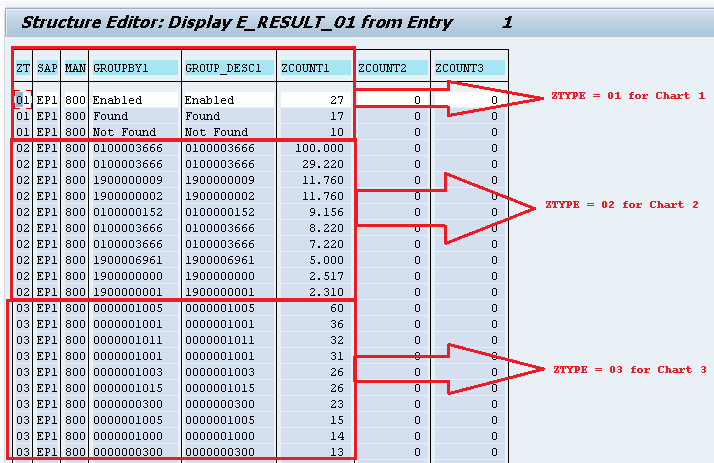 Structure Editor: Display E_RESULT_01 from Entry 1
ZT SAP MAN GROUPBY1 GROUP_DESC1 ZCOUNT1 ZCOUNT2 ZCOUNT3
01 EP1 800 Enabled Enabled 27 0 0
ZTYPE = 01 for Chart 1
01 EP1 800 Found Found 17 0 0
01 EP1 800 Not Found Not Found 10 0 0
02 EP1 800 0100003666 0100003666 100.000 0 0
02 EP1 800 0100003666 0100003666 29.220 0 0
02 EP1 800 1900000009 1900000009 11.760 0 0
02 EP1 800 1900000002 1900000002 11.760 0 0
02 EP1 800 0100000152 0100000152 9.156 0 0
ZTYPE = 02 for Chart 2
02 EP1 800 0100003666 0100003666 8.220 0 0
02 EP1 800 0100003666 0100003666 7.220 0 0
02 EP1 800 1900006961 1900006961 5.000 0 0
02 EP1 800 1900000000 1900000000 2.517 0 0
02 EP1 800 1900000001 1900000001 2.310 0 0
03 EP1 800 0000001005 0000001005 60 0 0
03 EP1 800 0000001001 0000001001 36 0 0
03 EP1 800 0000001011 0000001011 32 0 0
03 EP1 800 0000001001 0000001001 31 0 0
03 EP1 800 0000001003 0000001003 26 0 0
ZTYPE = 03 for Chart 3
03 EP1 800 0000001015 0000001015 26 0 0
03 EP1 800 0000000300 0000000300 23 0 0
03 EP1 800 0000001005 0000001005 15 0 0
03 EP1 800 0000001000 0000001000 14 0 0
03 EP1 800 0000000300 0000000300 13 0 0